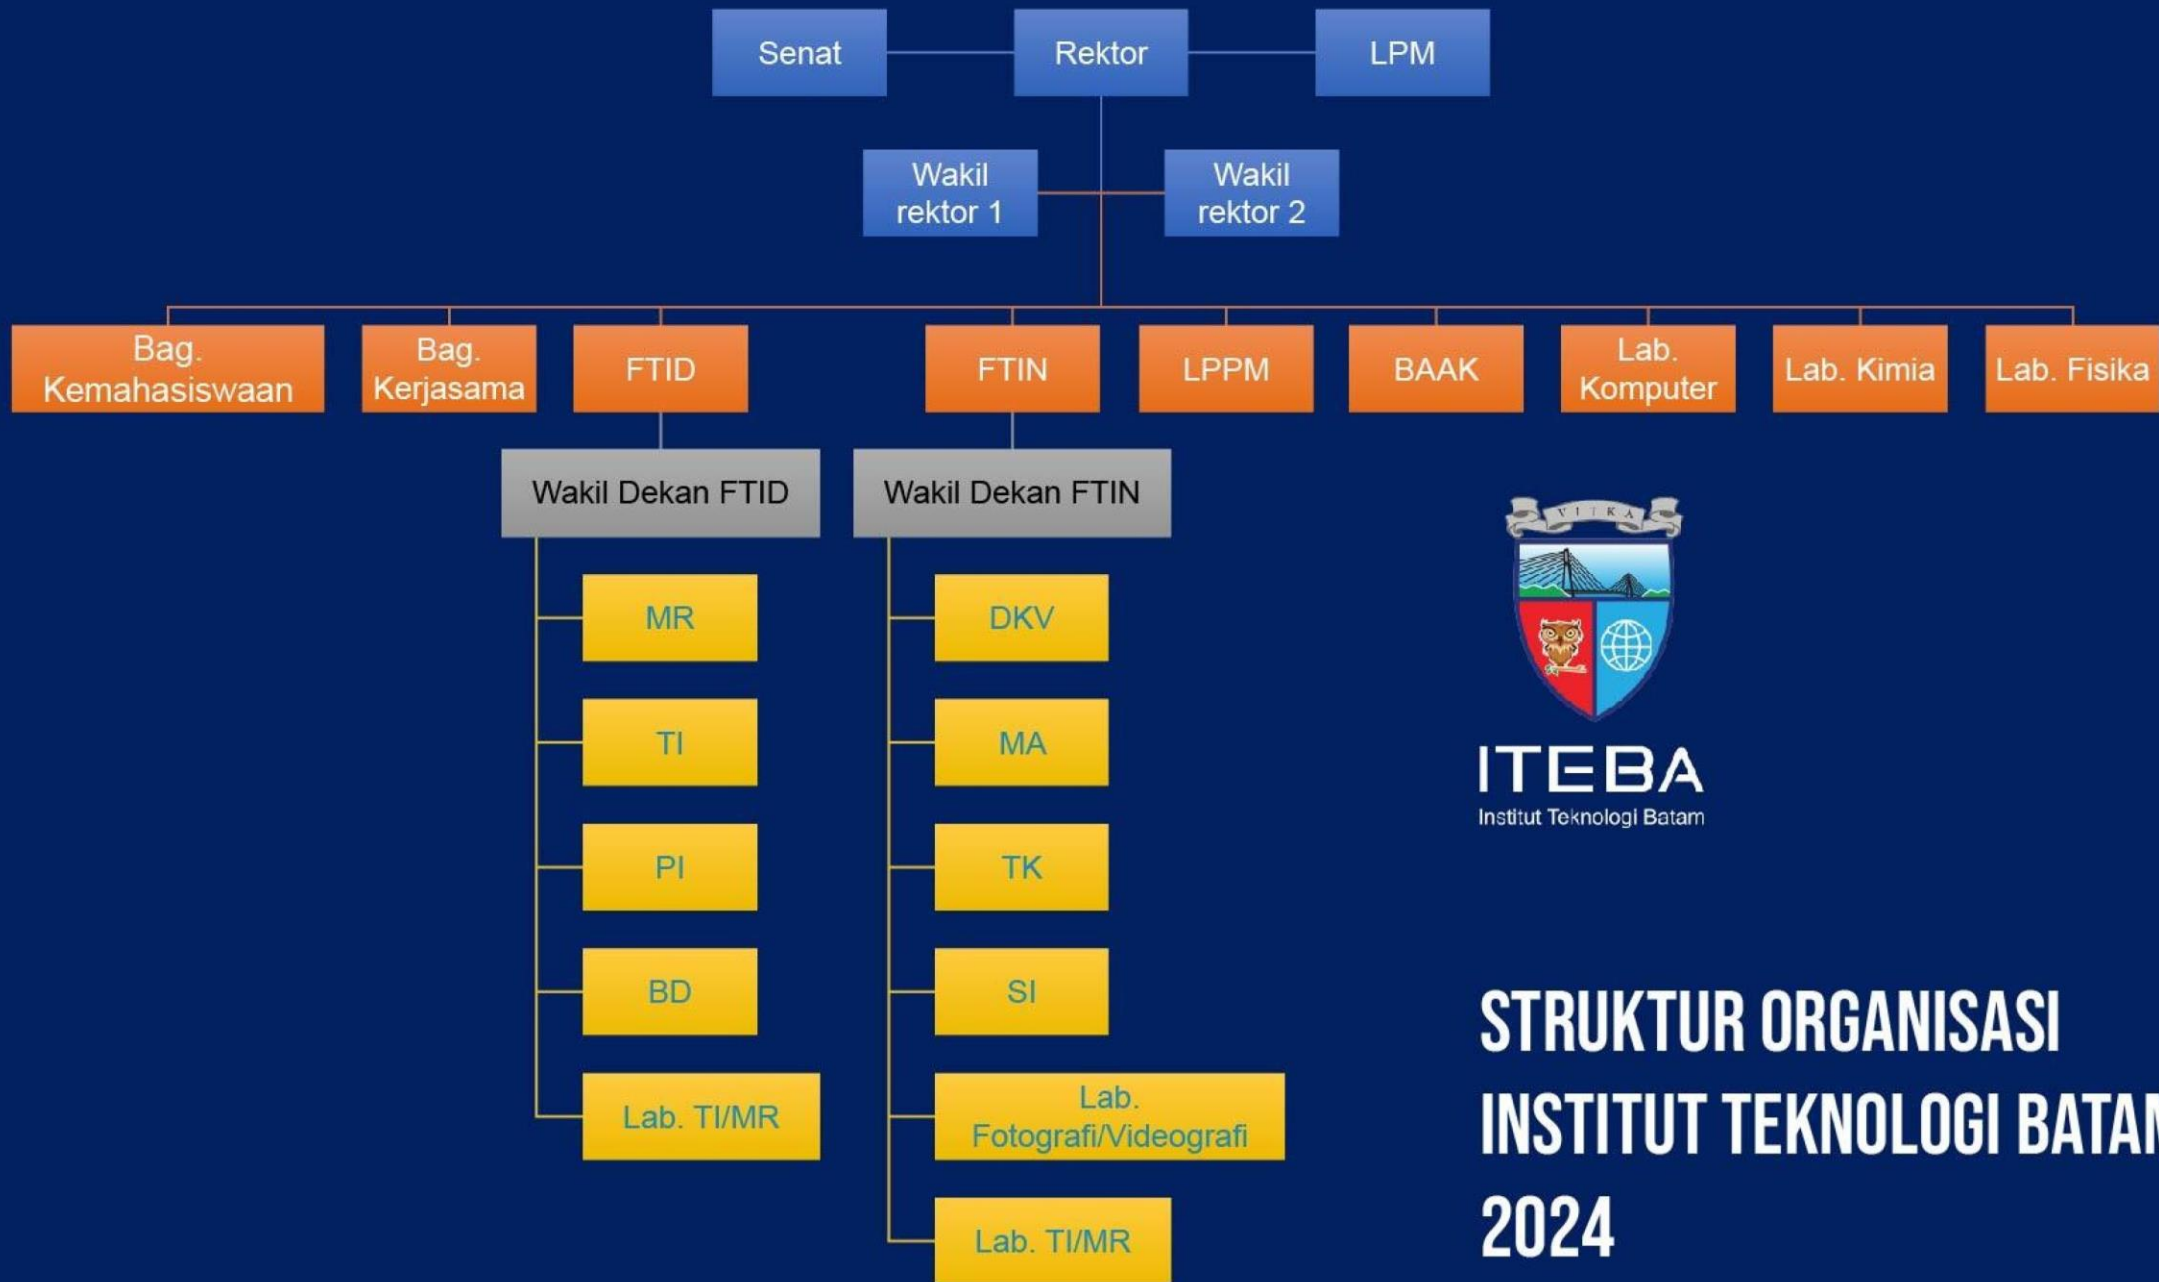 Senat
Rektor
LPM
Wakil
rektor 1
Wakil
rektor 2
Bag.
Kemahasiswaan
Bag.
Kerjasama
FTID
FTIN
LPPM
BAAK
Lab.
Komputer
Lab. Kimia
Lab. Fisika
Wakil Dekan FTID
Wakil Dekan FTIN
MR
TI
PI
BD
Lab. TI/MR
DKV
MA
TK
SI
Lab.
Fotografi/Videografi
Lab. TI/MR
VITKA
ITEBA
Institut Teknologi Batam
STRUKTUR ORGANISASI
INSTITUT TEKNOLOGI BATAM
2024